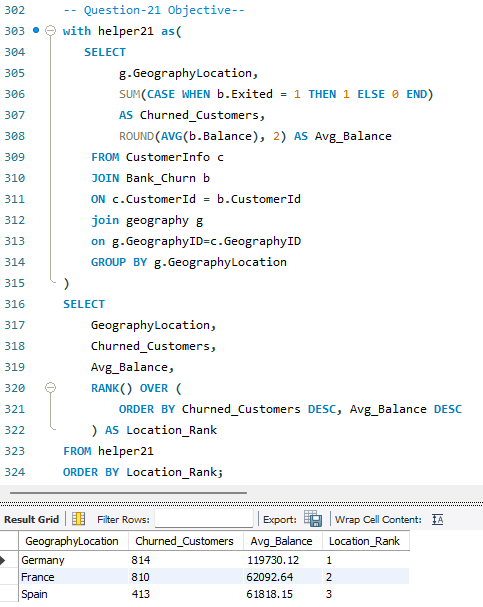 302 -- Question-21 Objective--
303 with helper21 as(
304 SELECT
305 g.GeographyLocation,
306 SUM(CASE WHEN b.Exited = 1 THEN 1 ELSE 0 END)
307 AS Churned_Customers,
308 ROUND(AVG(b.Balance), 2) AS Avg_Balance
309 FROM CustomerInfo c
310 JOIN Bank_Churn b
311 ON c.CustomerId = b.CustomerId
312 join geography g
313 on g.GeographyID=c.GeographyID
314 GROUP BY g.GeographyLocation
315 )
316 SELECT
317 GeographyLocation,
318 Churned_Customers,
319 Avg_Balance,
320 RANK() OVER (
321 ORDER BY Churned_Customers DESC, Avg_Balance DESC
322 ) AS Location_Rank
323 FROM helper21
324 ORDER BY Location_Rank;
Result Grid Filter Rows: Export: Wrap Cell Content: IA
GeographyLocation Churned_Customers Avg_Balance Location_Rank
Germany 814 119730.12 1
France 810 62092.64 2
Spain 413 61818.15 3